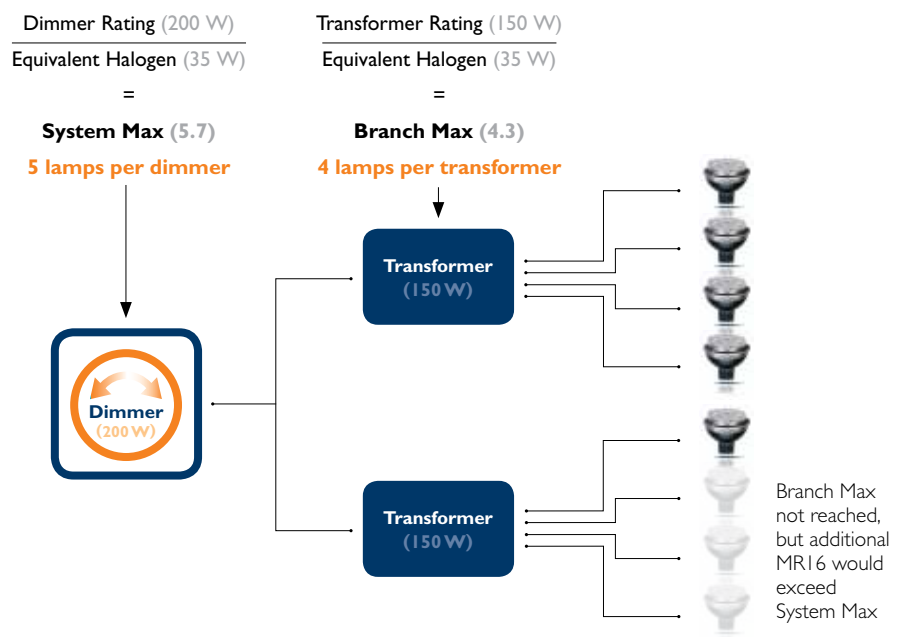 Dimmer Rating (200 W)
Equivalent Halogen (35 W)
=
System Max (5.7)
5 lamps per dimmer
Transformer Rating (150 W)
Equivalent Halogen (35 W)
=
Branch Max (4.3)
4 lamps per transformer
Transformer
(150 W)
Dimmer
(200 W)
Transformer
(150 W)
Branch Max
not reached,
but additional
MR16 would
exceed
System Max